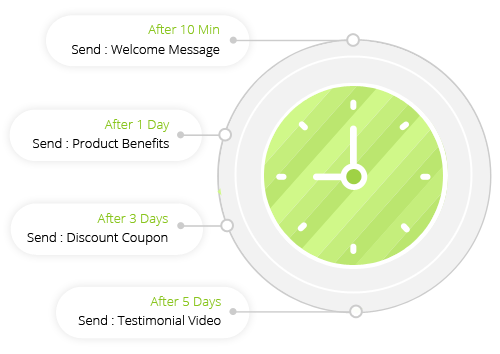 After 10 Min
Send : Welcome Message
After 1 Day
Send : Product Benefits
After 3 Days
Send : Discount Coupon
After 5 Days
Send : Testimonial Video